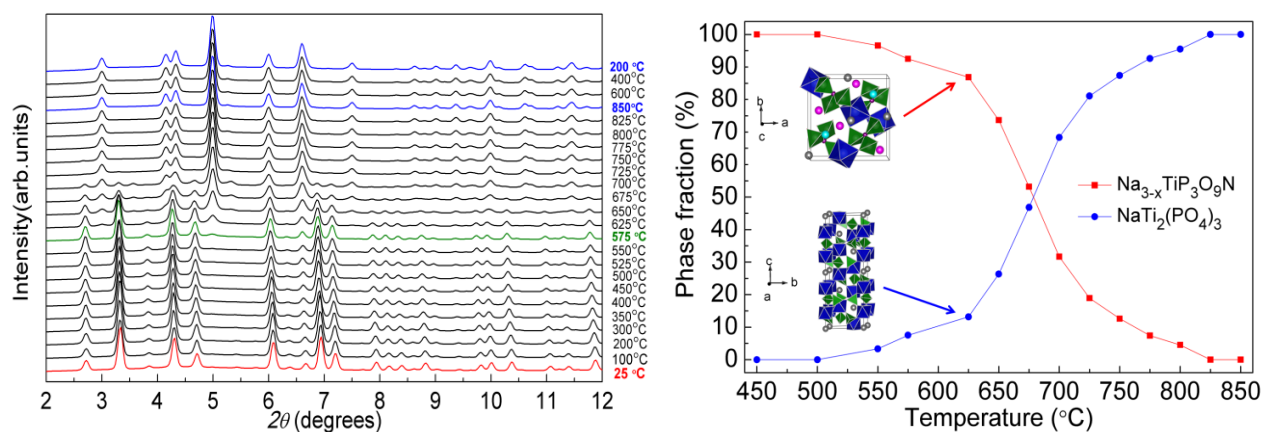 Intensity(arb.units)
200 °C
400°C
600°C
850°C
825°C
800°C
775°C
750°C
725°C
700°C
675°C
650°C
625°C
575 °C
550°C
525°C
500°C
450°C
400°C
350°C
300°C
200°C
100°C
25 °C
2 3 4 5 6 7 8 9 10 11 12
2θ (degrees)
Phase fraction (%)
100
90
80
70
60
50
40
30
20
10
0
b
a
c
c
b
a
Na3-xTiP3O9N
NaTi2(PO4)3
450 500 550 600 650 700 750 800 850
Temperature (°C)